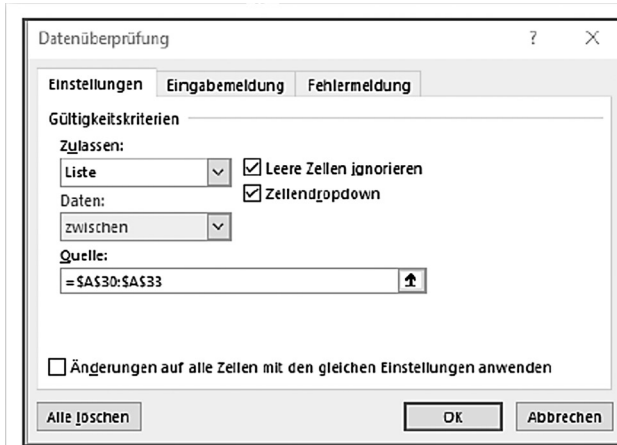 Datenüberprüfung ? ×
Einstellungen Eingabemeldung Fehlermeldung
Gültigkeitskriterien
Zulassen:
Liste
Leere Zellen ignorieren
Zellendropdown
Daten:
zwischen
Quelle:
=$A$30:$A$33
Änderungen auf alle Zellen mit den gleichen Einstellungen anwenden
Alle löschen OK Abbrechen